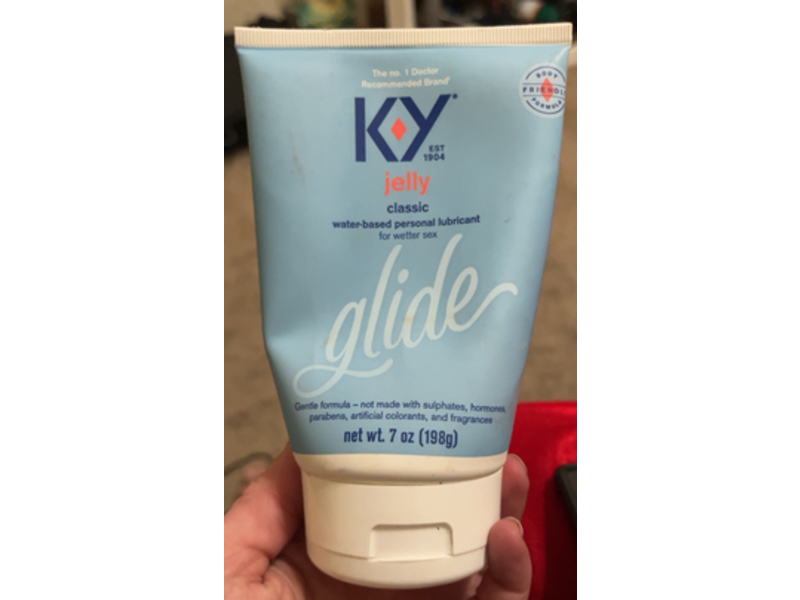 The no. 1 Doctor
Recommended Brand
BODY
FRIENDLY
FORMULA
KY
EST
1904
jelly
classic
water-based personal lubricant
for wetter sex
glide
Gentle formula – not made with sulphates, hormones,
parabens, artificial colorants, and fragrances
net wt. 7 oz (198g)